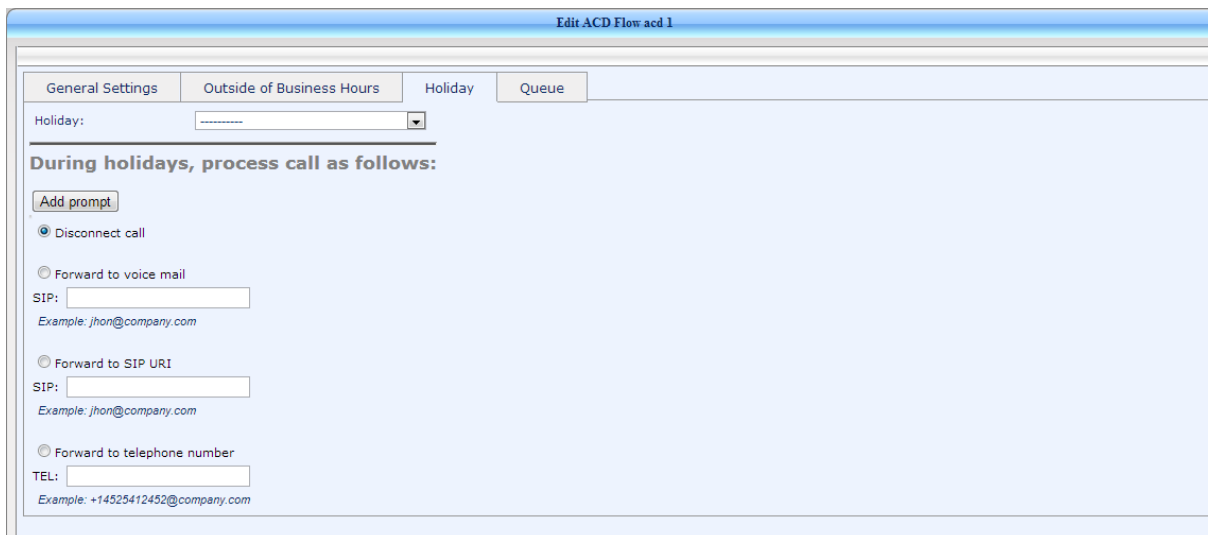 Edit ACD Flow acd 1
General Settings Outside of Business Hours Holiday Queue
Holiday: ----------
During holidays, process call as follows:
Add prompt
Disconnect call
Forward to voice mail
SIP:
Example: jhon@company.com
Forward to SIP URI
SIP:
Example: jhon@company.com
Forward to telephone number
TEL:
Example: +14525412452@company.com